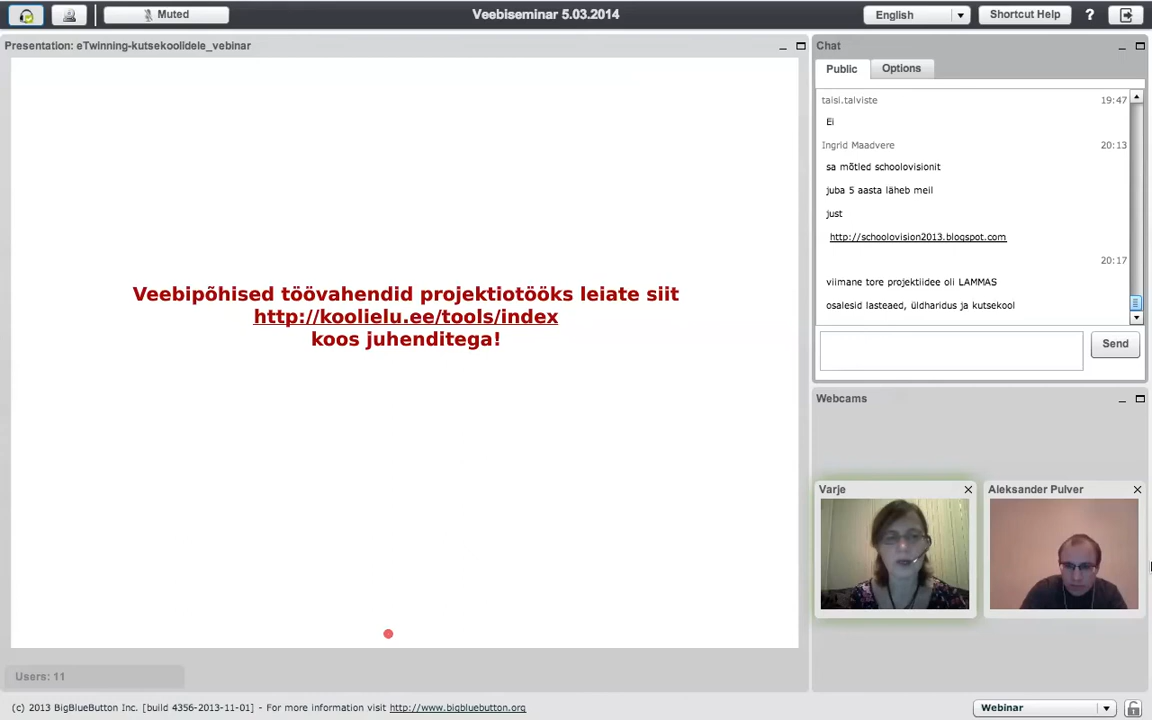 Muted
Veebiseminar 5.03.2014
English
Shortcut Help
?
Presentation: eTwinning-kutsekoolidele_vebinar
Veebipõhised töövahendid projektiotööks leiate siit
http://koolielu.ee/tools/index
koos juhenditega!
Users: 11
Chat
Public
Options
taisi.talviste 19:47
Ei
Ingrid Maadvere 20:13
sa mõtled schoolovisionit
juba 5 aasta läheb meil
just
http://schoolovision2013.blogspot.com
20:17
viimane tore projektiidee oli LAMMAS
osalesid lasteaed, üldharidus ja kutsekool
Send
Webcams
Varje
Aleksander Pulver
(c) 2013 BigBlueButton Inc. [build 4356-2013-11-01] - For more information visit http://www.bigbluebutton.org
Webinar